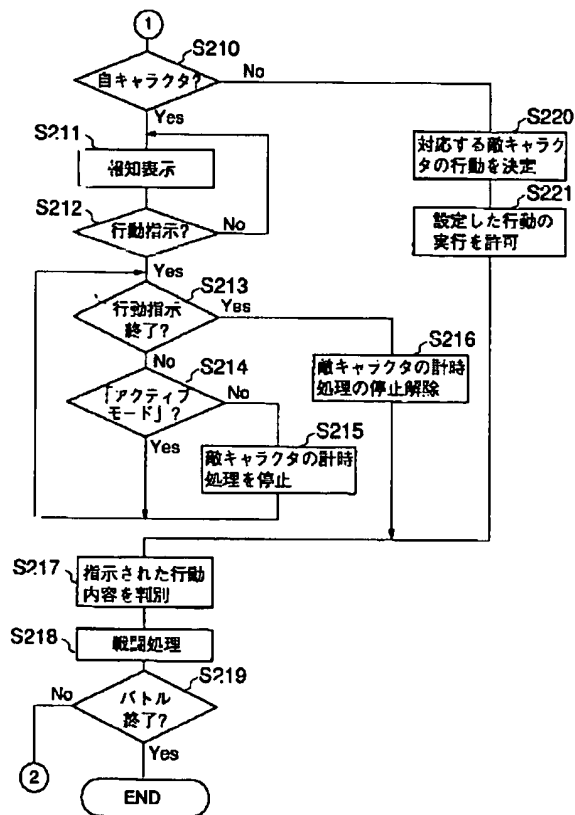 1
S210
自キャラクタ?
No
Yes
S211
報知表示
S212
行動指示?
No
Yes
S213
行動指示
終了?
Yes
No
S214
「アクティブ
モード」?
No
Yes
S215
敵キャラクタの計時
処理を停止
S216
敵キャラクタの計時
処理の停止解除
S220
対応する敵キャラク
タの行動を決定
S221
設定した行動の
実行を許可
S217
指示された行動
内容を判別
S218
戦闘処理
S219
バトル
終了?
No
Yes
2
END